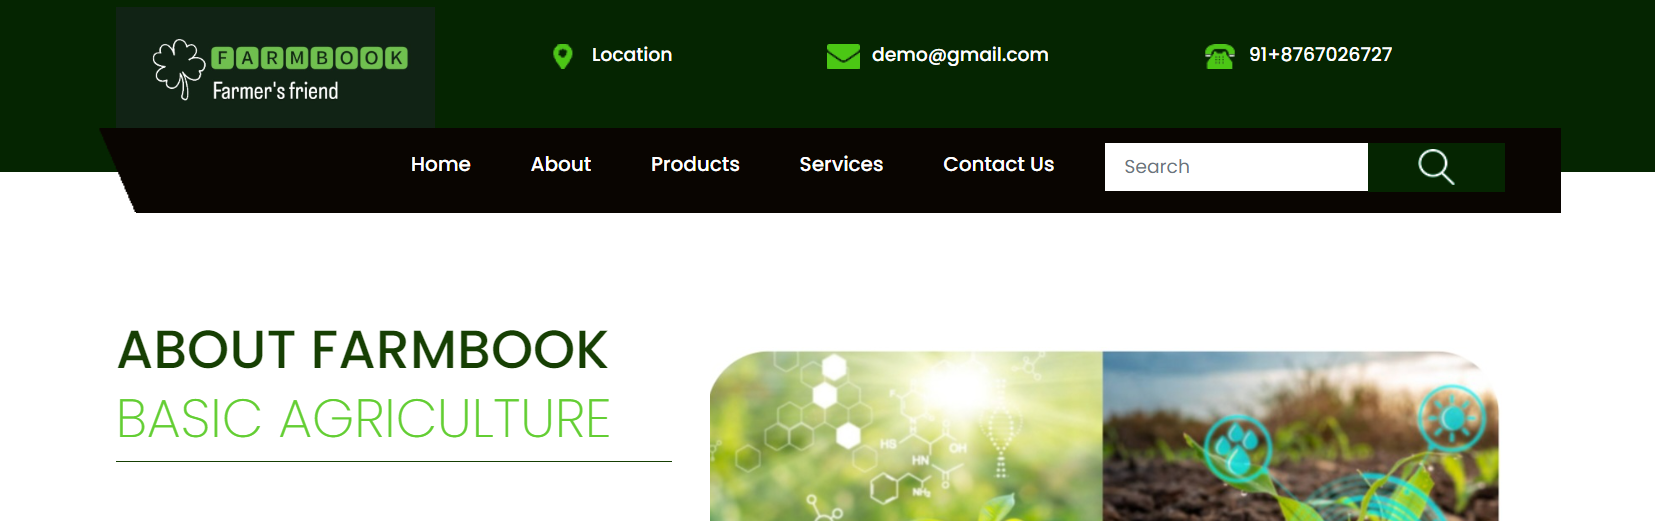 FARMBOOK
Farmer's friend
Location
demo@gmail.com
91+8767026727
Home
About
Products
Services
Contact Us
Search
ABOUT FARMBOOK
BASIC AGRICULTURE
HS
OH
HN
NH₂